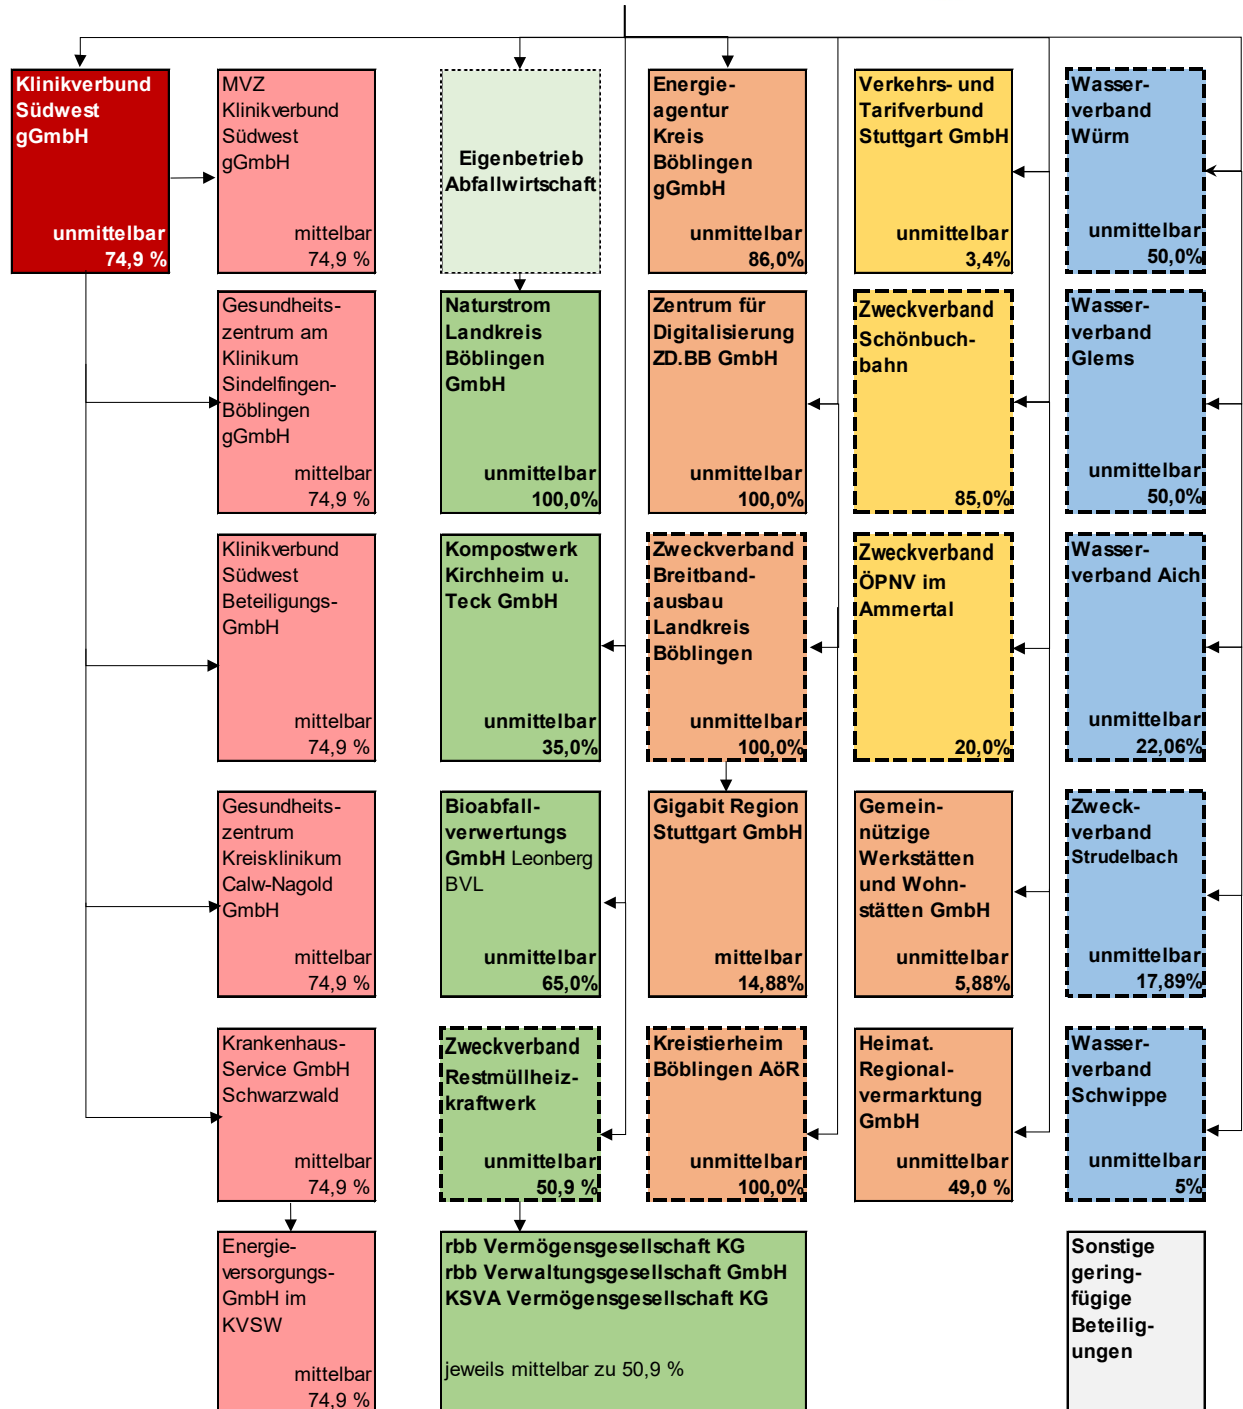 Klinikverbund
Südwest
gGmbH
unmittelbar
74,9 %
MVZ
Klinikverbund
Südwest
gGmbH
mittelbar
74,9 %
Eigenbetrieb
Abfallwirtschaft
Energie-
agentur
Kreis
Böblingen
gGmbH
unmittelbar
86,0%
Verkehrs- und
Tarifverbund
Stuttgart GmbH
unmittelbar
3,4%
Wasser-
verband
Würm
unmittelbar
50,0%
Gesundheits-
zentrum am
Klinikum
Sindelfingen-
Böblingen
gGmbH
mittelbar
74,9 %
Naturstrom
Landkreis
Böblingen
GmbH
unmittelbar
100,0%
Zentrum für
Digitalisierung
ZD.BB GmbH
unmittelbar
100,0%
Zweckverband
Schönbuch-
bahn
85,0%
Wasser-
verband
Glems
unmittelbar
50,0%
Klinikverbund
Südwest
Beteiligungs-
GmbH
mittelbar
74,9 %
Kompostwerk
Kirchheim u.
Teck GmbH
unmittelbar
35,0%
Zweckverband
Breitband-
ausbau
Landkreis
Böblingen
unmittelbar
100,0%
Zweckverband
ÖPNV im
Ammertal
20,0%
Wasser-
verband Aich
unmittelbar
22,06%
Gesundheits-
zentrum
Kreisklinikum
Calw-Nagold
GmbH
mittelbar
74,9 %
Bioabfall-
verwertungs
GmbH Leonberg
BVL
unmittelbar
65,0%
Gigabit Region
Stuttgart GmbH
mittelbar
14,88%
Gemein-
nützige
Werkstätten
und Wohn-
stätten GmbH
unmittelbar
5,88%
Zweck-
verband
Strudelbach
unmittelbar
17,89%
Krankenhaus-
Service GmbH
Schwarzwald
mittelbar
74,9 %
Zweckverband
Restmüllheiz-
kraftwerk
unmittelbar
50,9 %
Kreistierheim
Böblingen AöR
unmittelbar
100,0%
Heimat.
Regional-
vermarktung
GmbH
unmittelbar
49,0 %
Wasser-
verband
Schwippe
unmittelbar
5%
Energie-
versorgungs-
GmbH im
KVSW
mittelbar
74,9 %
rbb Vermögensgesellschaft KG
rbb Verwaltungsgesellschaft GmbH
KSVA Vermögensgesellschaft KG
jeweils mittelbar zu 50,9 %
Sonstige
gering-
fügige
Beteilig-
ungen